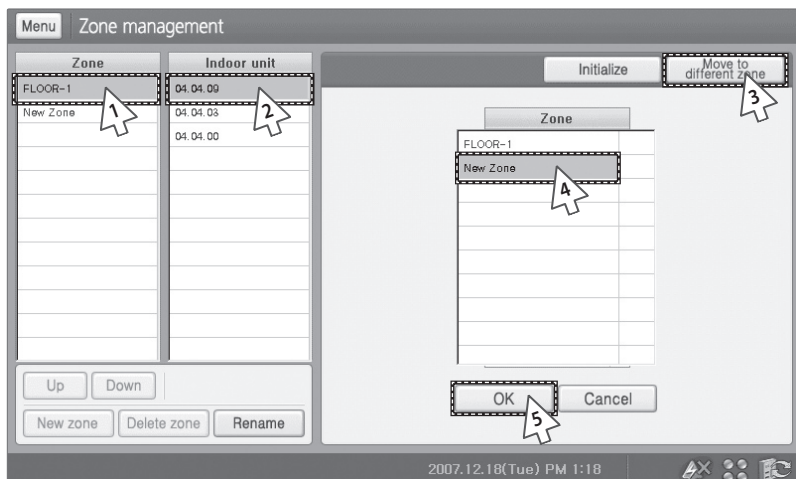 Menu Zone management
Zone Indoor unit
Initialize
Move to
different zone
FLOOR-1 04.04.09
New Zone 04.04.03
04.04.00
1
2
3
Zone
FLOOR-1
New Zone
4
Up Down
OK Cancel
5
New zone Delete zone Rename
2007.12.18(Tue) PM 1:18